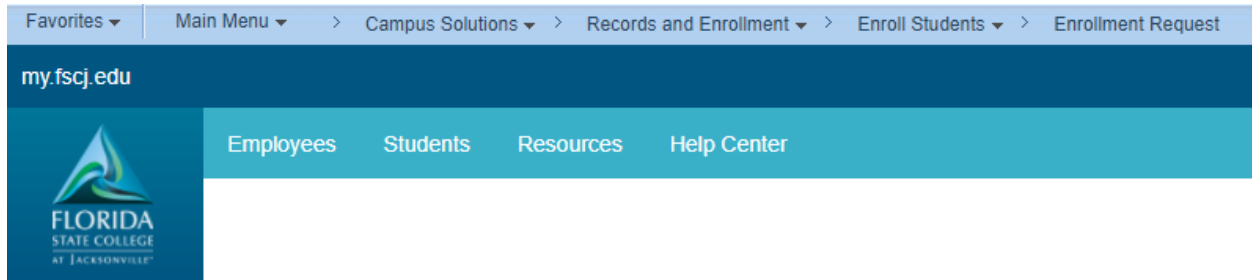 Favorites Main Menu > Campus Solutions > Records and Enrollment > Enroll Students > Enrollment Request
my.fscj.edu
Employees Students Resources Help Center
FLORIDA
STATE COLLEGE
AT JACKSONVILLE